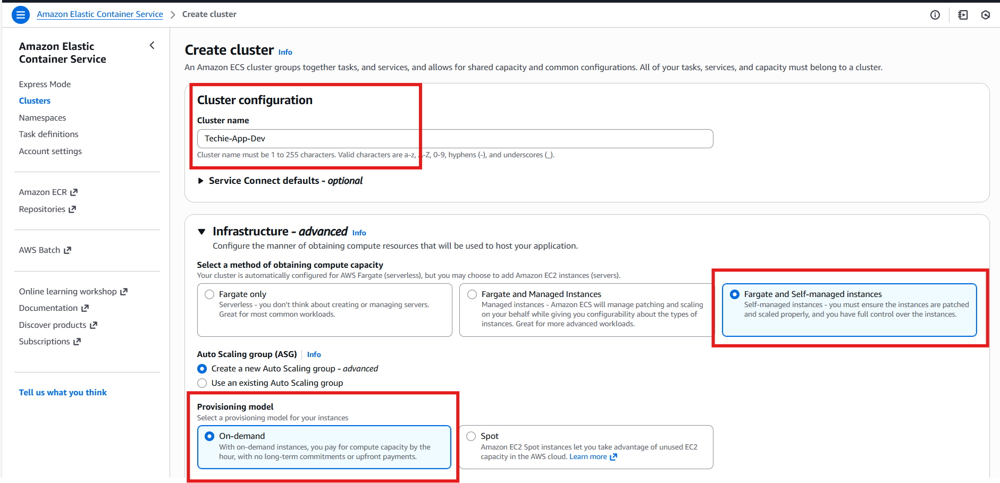 Amazon Elastic Container Service > Create cluster
Amazon Elastic
Container Service
Express Mode
Clusters
Namespaces
Task definitions
Account settings
Amazon ECR
Repositories
AWS Batch
Online learning workshop
Documentation
Discover products
Subscriptions
Tell us what you think
Create cluster Info
An Amazon ECS cluster groups together tasks, and services, and allows for shared capacity and common configurations. All of your tasks, services, and capacity must belong to a cluster.
Cluster configuration
Cluster name
Techie-App-Dev
Cluster name must be 1 to 255 characters. Valid characters are a-z, A-Z, 0-9, hyphens (-), and underscores (_).
Service Connect defaults - optional
Infrastructure - advanced Info
Configure the manner of obtaining compute resources that will be used to host your application.
Select a method of obtaining compute capacity
Your cluster is automatically configured for AWS Fargate (serverless), but you may choose to add Amazon EC2 instances (servers).
Fargate only
Serverless - you don't think about creating or managing servers.
Great for most common workloads.
Fargate and Managed Instances
Managed instances - Amazon ECS will manage patching and scaling
on your behalf while giving you configurability about the types of
instances. Great for more advanced workloads.
Fargate and Self-managed instances
Self-managed instances - you must ensure the instances are patched
and scaled properly, and you have full control over the instances.
Auto Scaling group (ASG) Info
Create a new Auto Scaling group - advanced
Use an existing Auto Scaling group
Provisioning model
Select a provisioning model for your instances
On-demand
With on-demand instances, you pay for compute capacity by the
hour, with no long-term commitments or upfront payments.
Spot
Amazon EC2 Spot instances let you take advantage of unused EC2
capacity in the AWS cloud. Learn more